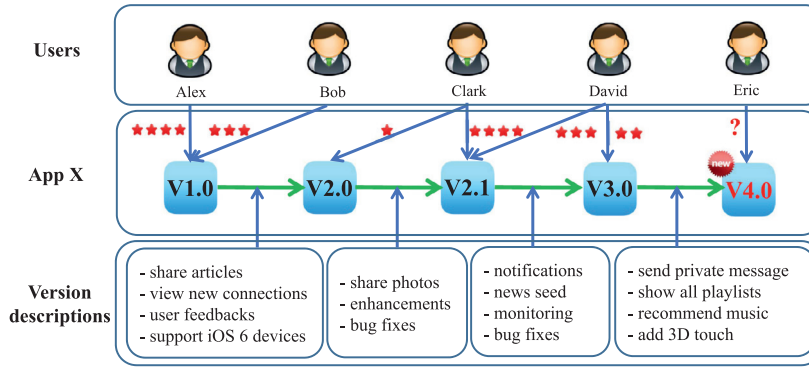 Users
Alex
Bob
Clark
David
Eric
App X
?
new
V1.0
V2.0
V2.1
V3.0
V4.0
Version
descriptions
- share articles
- view new connections
- user feedbacks
- support iOS 6 devices
- share photos
- enhancements
- bug fixes
- notifications
- news seed
- monitoring
- bug fixes
- send private message
- show all playlists
- recommend music
- add 3D touch